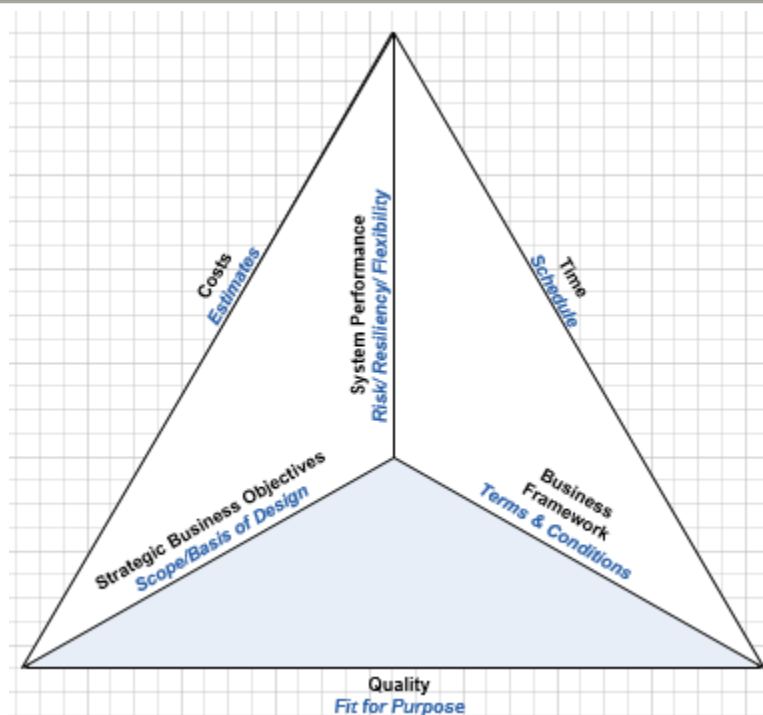 Costs
Estimates
System Performance
Risk/ Resiliency/ Flexibility
Time
Schedule
Strategic Business Objectives
Scope/Basis of Design
Business
Framework
Terms & Conditions
Quality
Fit for Purpose